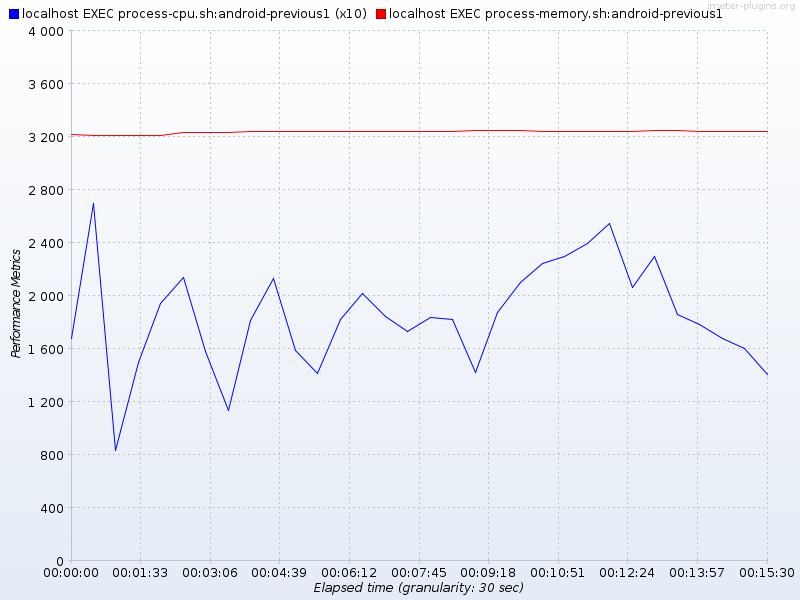 jmeter-plugins.org
localhost EXEC process-cpu.sh:android-previous1 (x10) localhost EXEC process-memory.sh:android-previous1
4 000
3 600
3 200
2 800
2 400
2 000
1 600
1 200
800
400
0
Performance Metrics
00:00:00 00:01:33 00:03:06 00:04:39 00:06:12 00:07:45 00:09:18 00:10:51 00:12:24 00:13:57 00:15:30
Elapsed time (granularity: 30 sec)